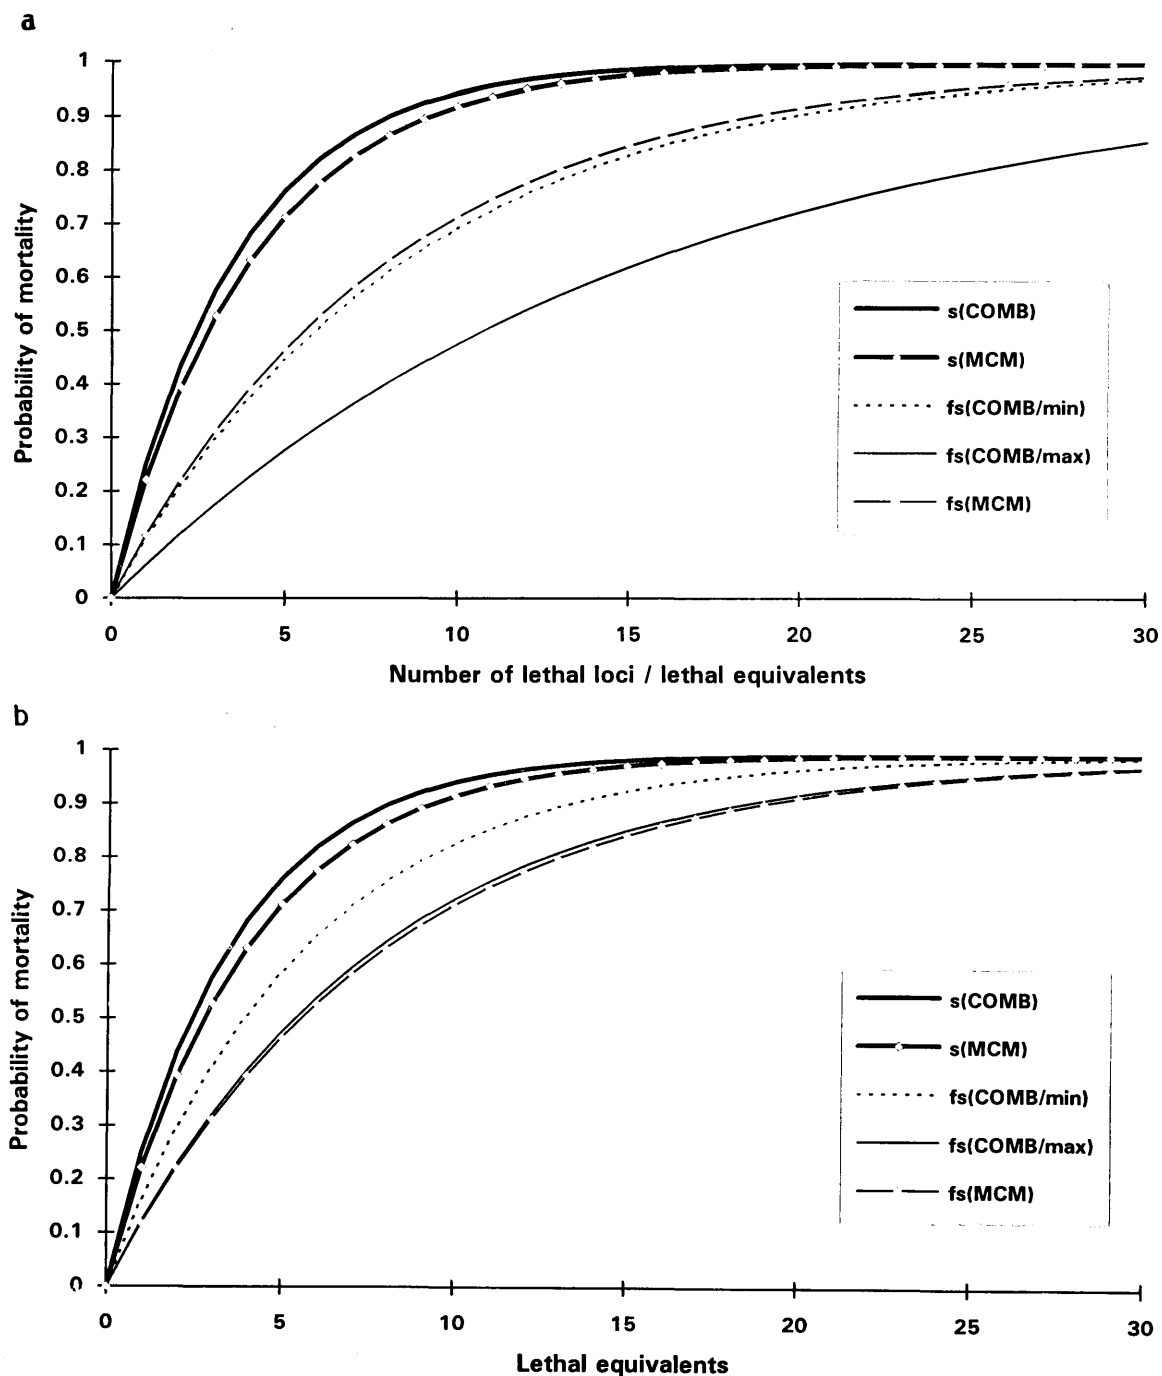 a
1
0.9
0.8
0.7
0.6
0.5
0.4
0.3
0.2
0.1
0
Probability of mortality
0 5 10 15 20 25 30
Number of lethal loci / lethal equivalents
s(COMB)
s(MCM)
fs(COMB/min)
fs(COMB/max)
fs(MCM)
b
1
0.9
0.8
0.7
0.6
0.5
0.4
0.3
0.2
0.1
0
Probability of mortality
0 5 10 15 20 25 30
Lethal equivalents
s(COMB)
s(MCM)
fs(COMB/min)
fs(COMB/max)
fs(MCM)